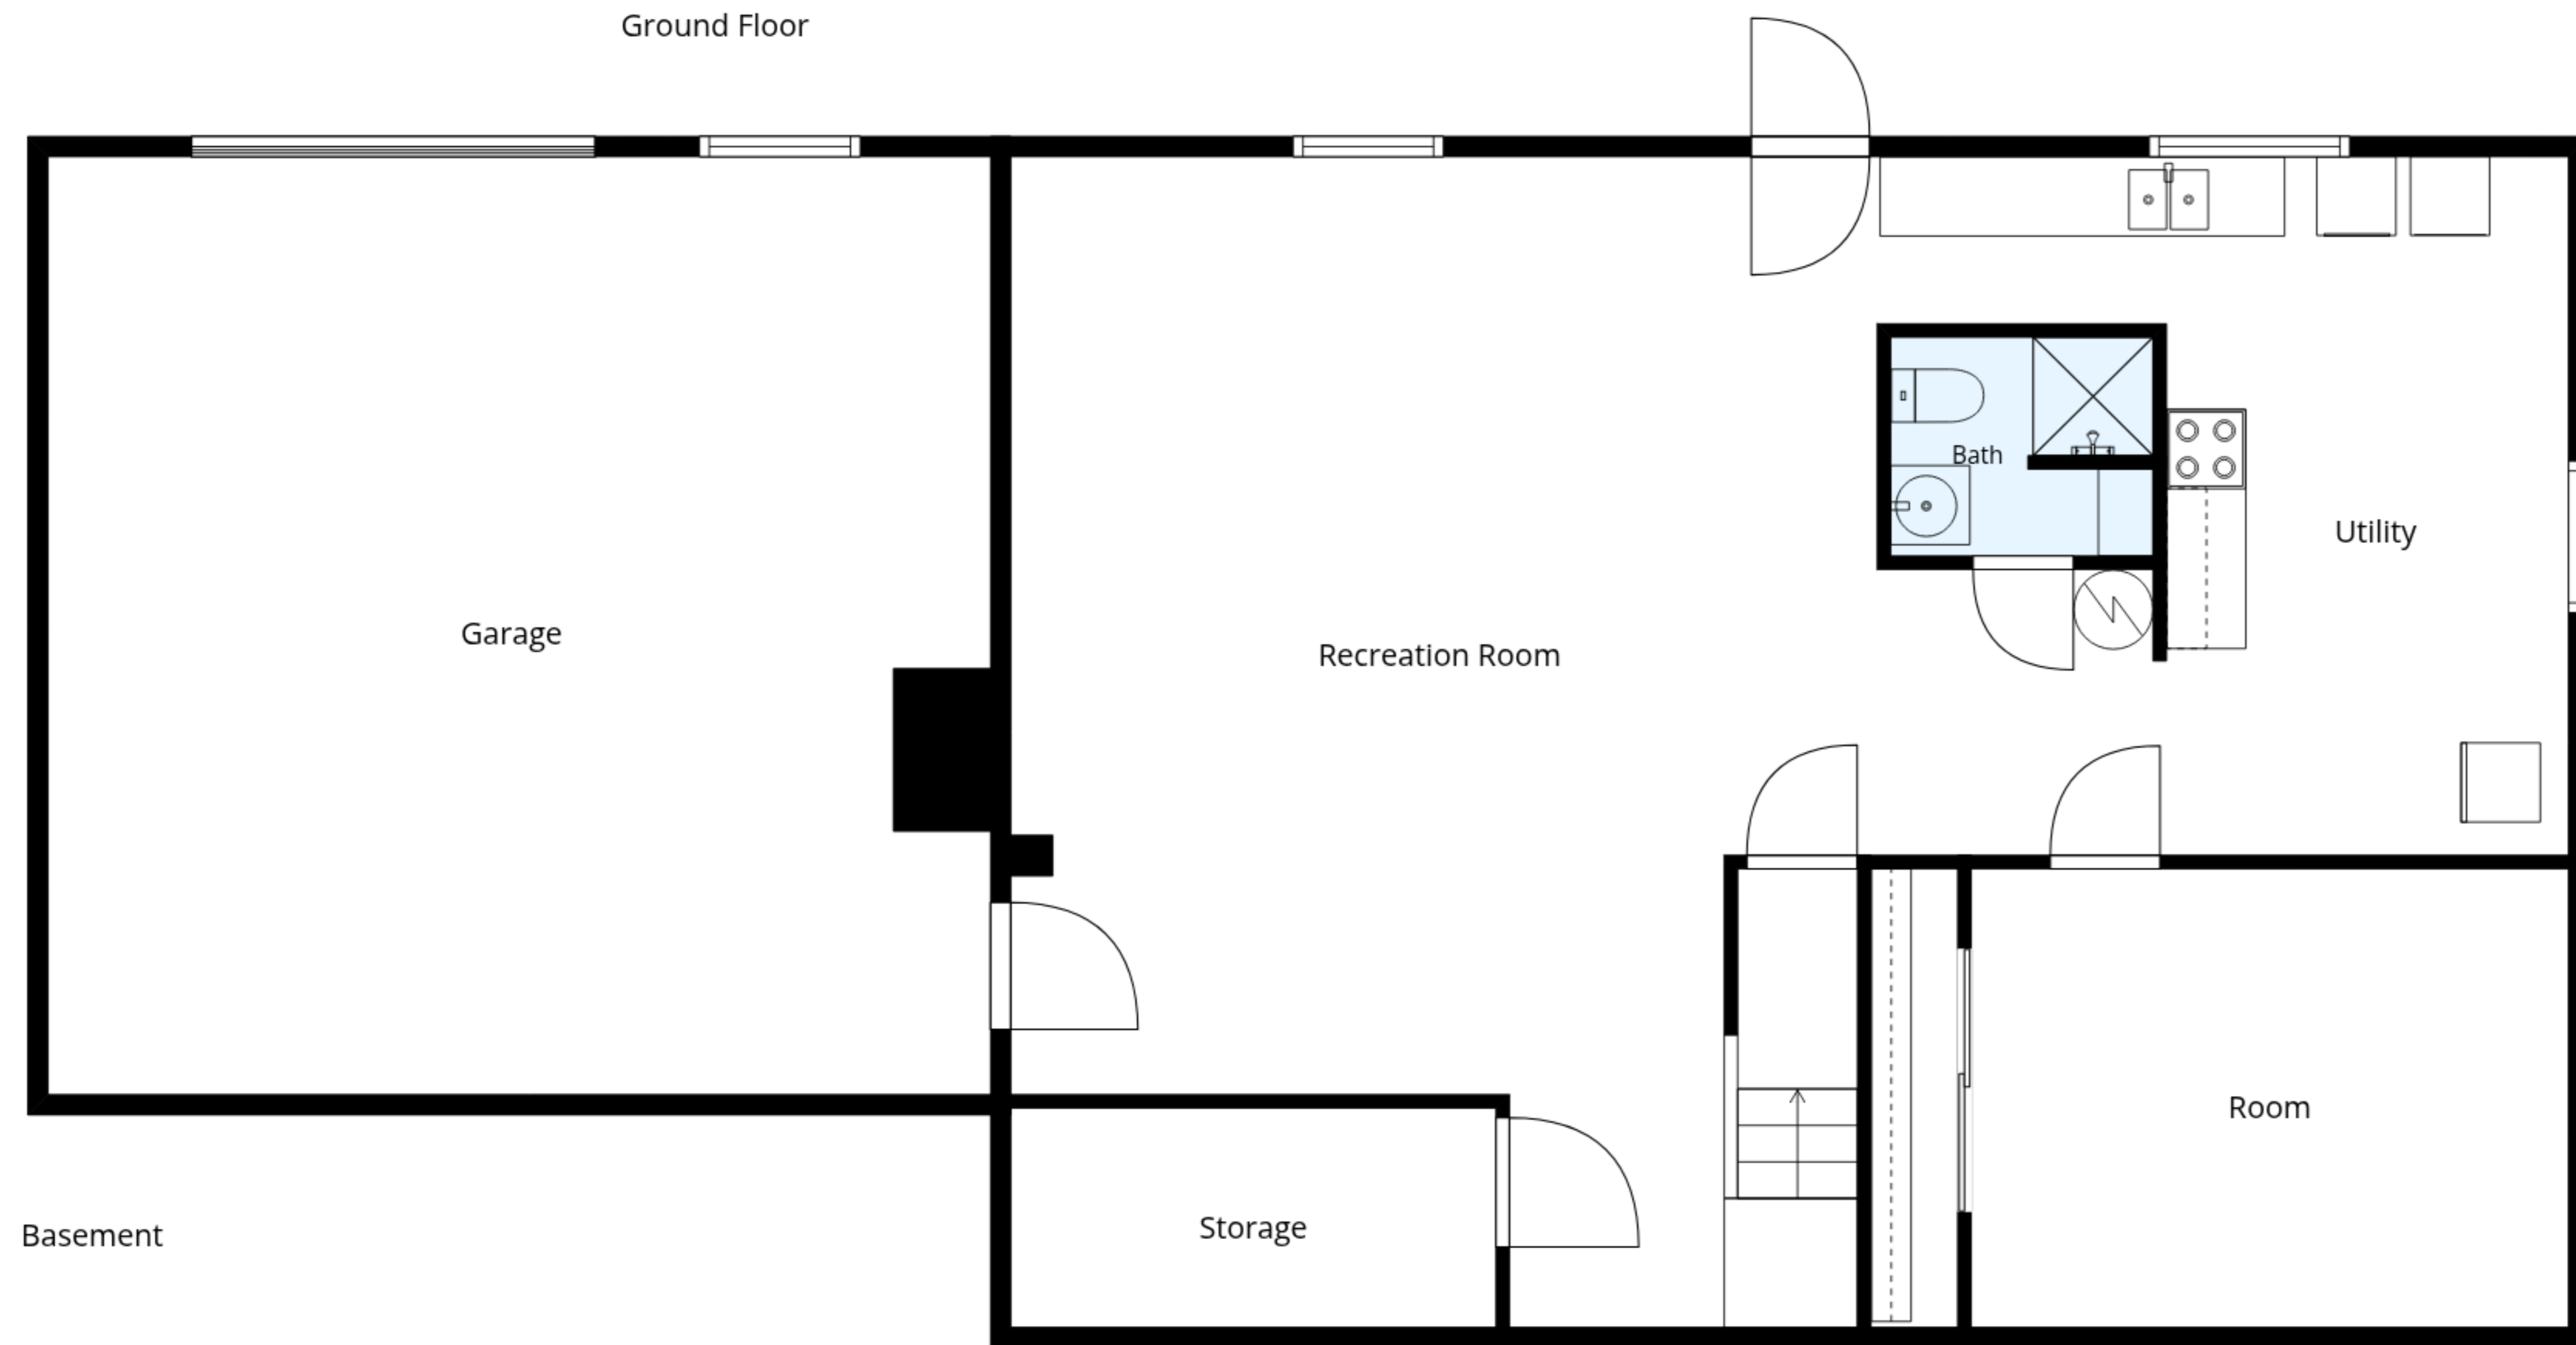 Ground Floor
Bath
Utility
Garage
Recreation Room
Room
Storage
Basement